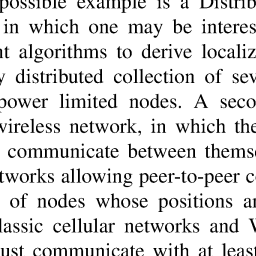 possible example is a Distrib
in which one may be interes
nt algorithms to derive localiz
y distributed collection of sev
power limited nodes. A seco
wireless network, in which the
communicate between themse
tworks allowing peer-to-peer c
of nodes whose positions an
lassic cellular networks and W
ust communicate with at least